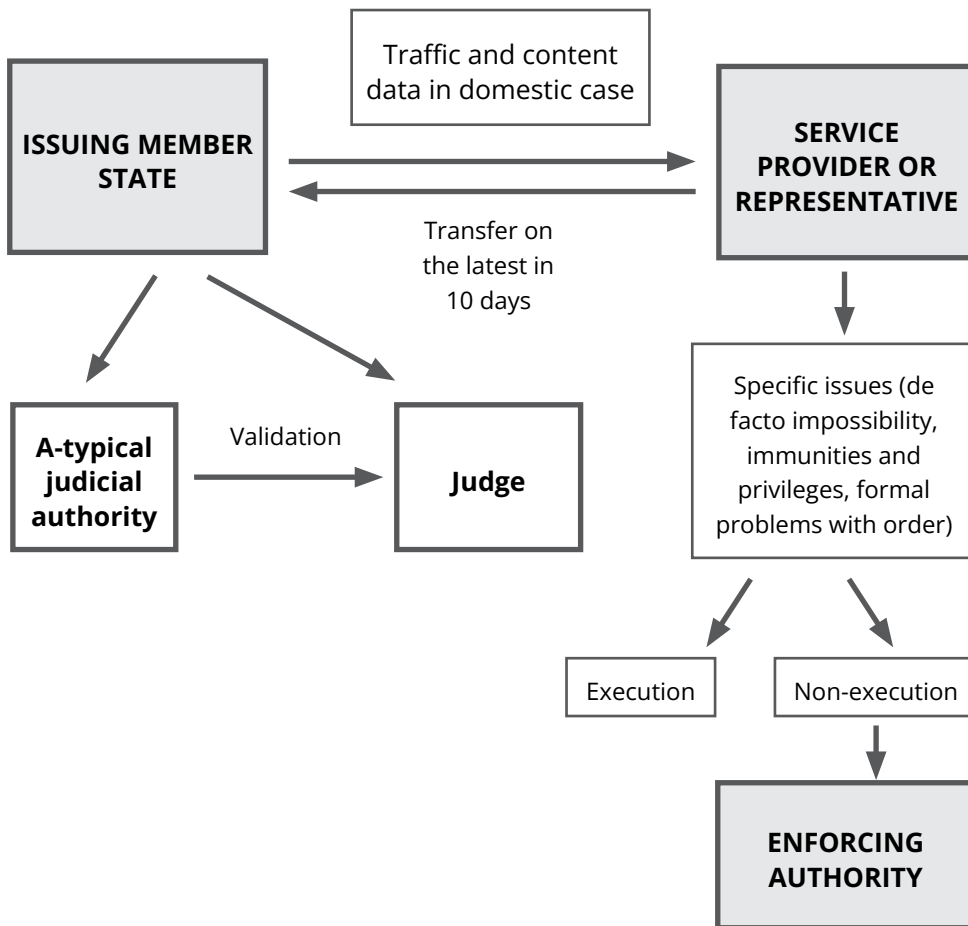 Traffic and content
data in domestic case
ISSUING MEMBER
STATE
SERVICE
PROVIDER OR
REPRESENTATIVE
Transfer on
the latest in
10 days
A-typical
judicial
authority
Validation
Judge
Specific issues (de
facto impossibility,
immunities and
privileges, formal
problems with order)
Execution
Non-execution
ENFORCING
AUTHORITY